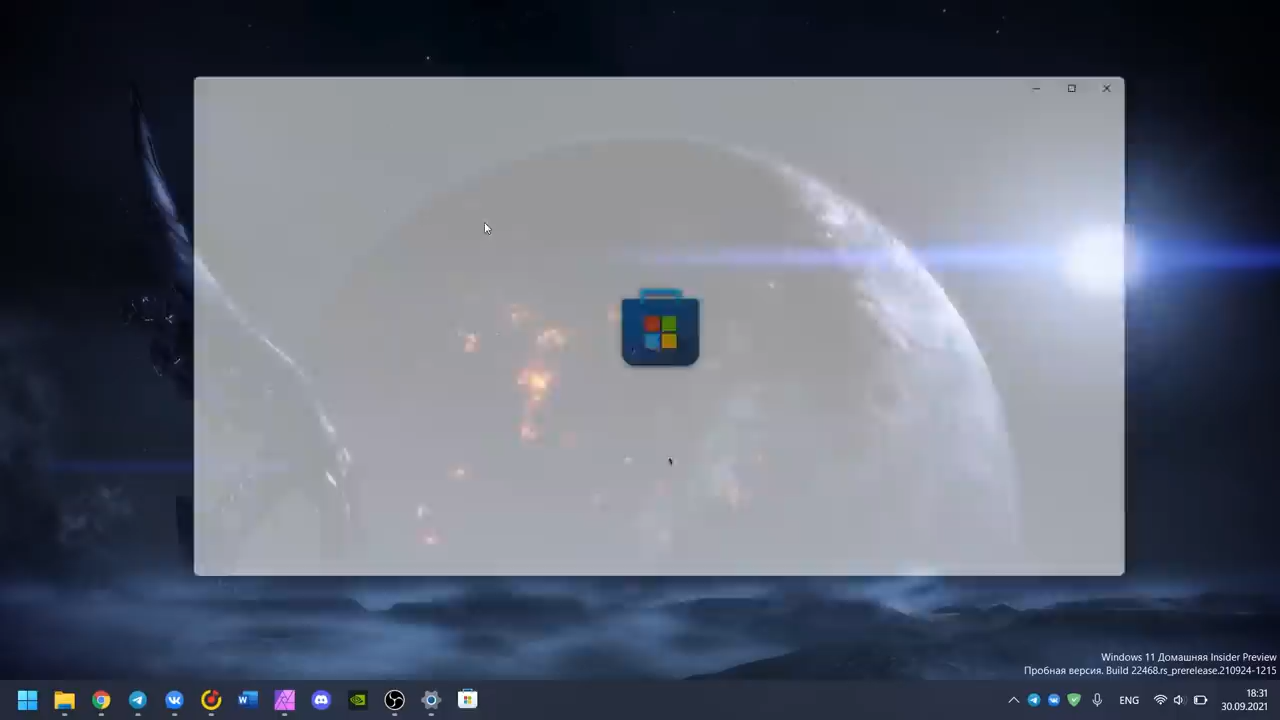 Windows 11 Домашняя Insider Preview
Пробная версия. Build 22468.rs_prerelease.210924-1215
ENG
18:31
30.09.2021